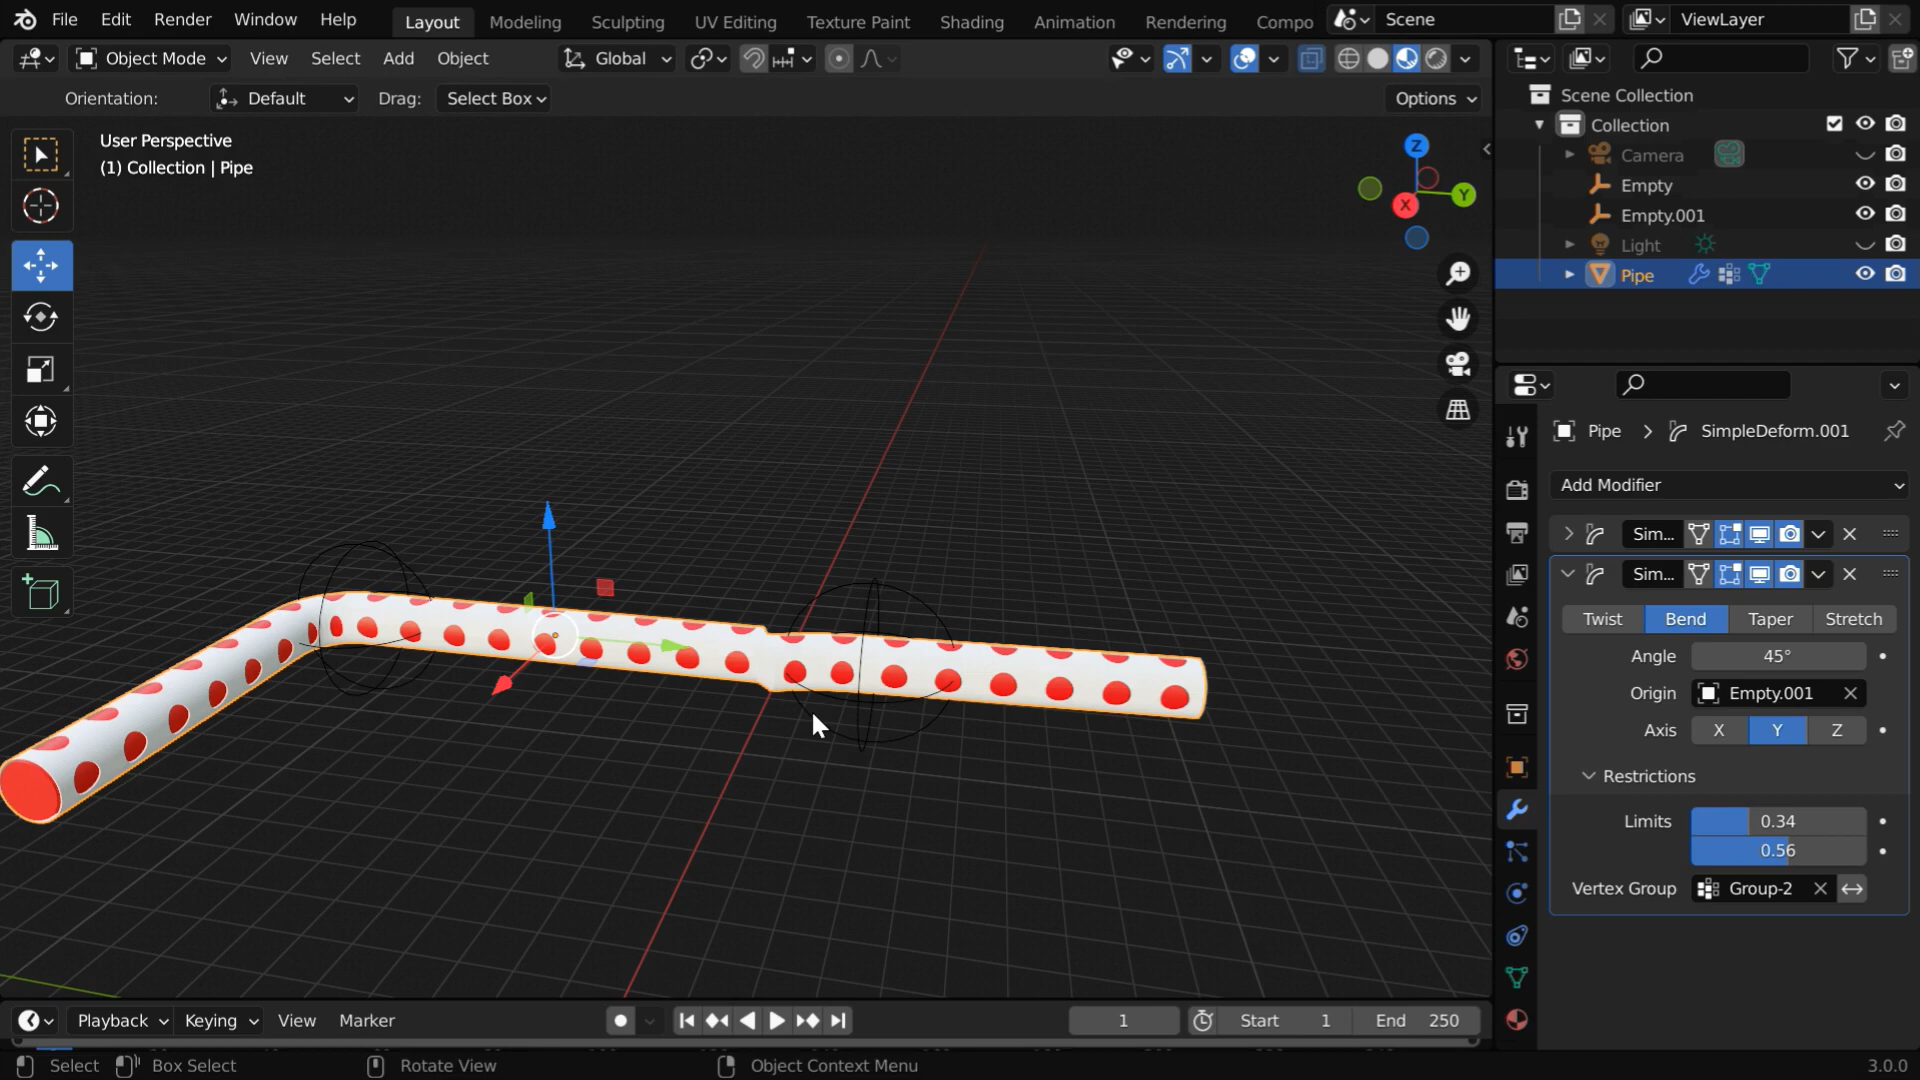 File Edit Render Window Help Layout Modeling Sculpting UV Editing Texture Paint Shading Animation Rendering Compo Scene ViewLayer
Object Mode View Select Add Object Global
Orientation: Default Drag: Select Box Options
User Perspective
(1) Collection | Pipe
Z
Y
X
Scene Collection
Collection
Camera
Empty
Empty.001
Light
Pipe
Pipe > SimpleDeform.001
Add Modifier
Sim...
Sim...
Twist Bend Taper Stretch
Angle 45°
Origin Empty.001
Axis X Y Z
Restrictions
Limits 0.34
0.56
Vertex Group Group-2
Playback Keying View Marker 1 Start 1 End 250
Select Box Select Rotate View Object Context Menu 3.0.0